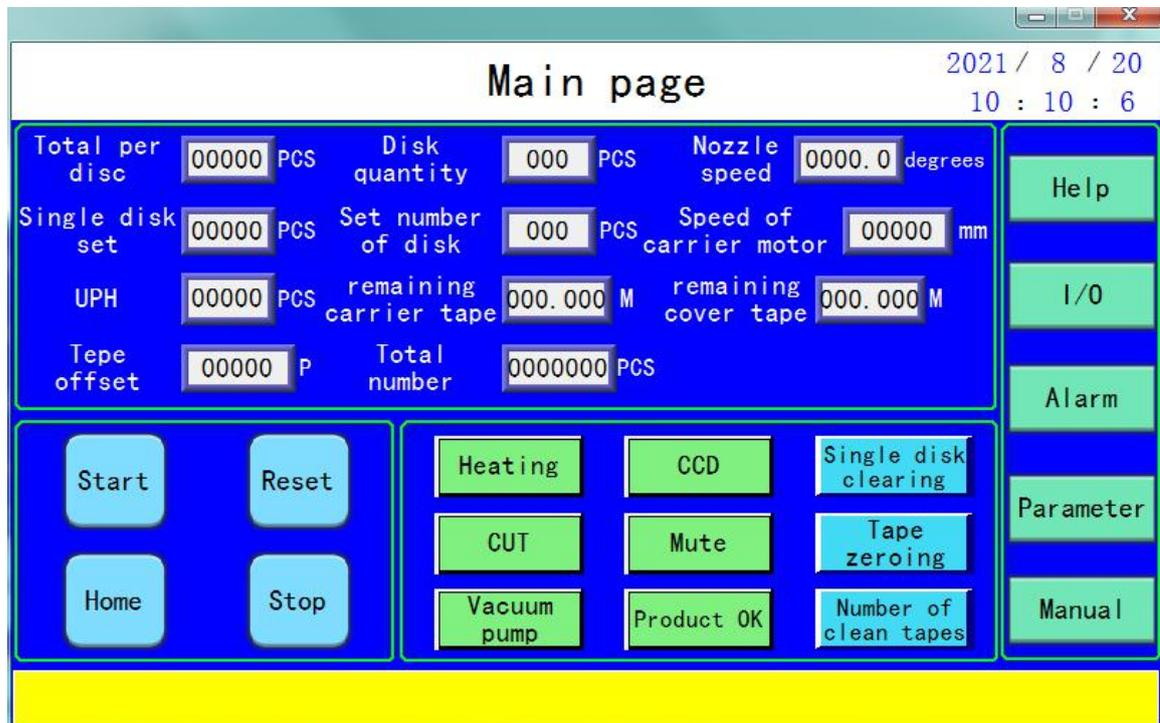 Main page
2021 / 8 / 20
10 : 10 : 6
Total per disc 00000 PCS
Disk quantity 000 PCS
Nozzle speed 0000.0 degrees
Single disk set 00000 PCS
Set number of disk 000 PCS
Speed of carrier motor 00000 mm
UPH 00000 PCS
remaining carrier tape 000.000 M
remaining cover tape 000.000 M
Tepe offset 00000 P
Total number 0000000 PCS
Help
I/O
Alarm
Parameter
Manual
Start
Reset
Home
Stop
Heating
CCD
Single disk clearing
CUT
Mute
Tape zeroing
Vacuum pump
Product OK
Number of clean tapes